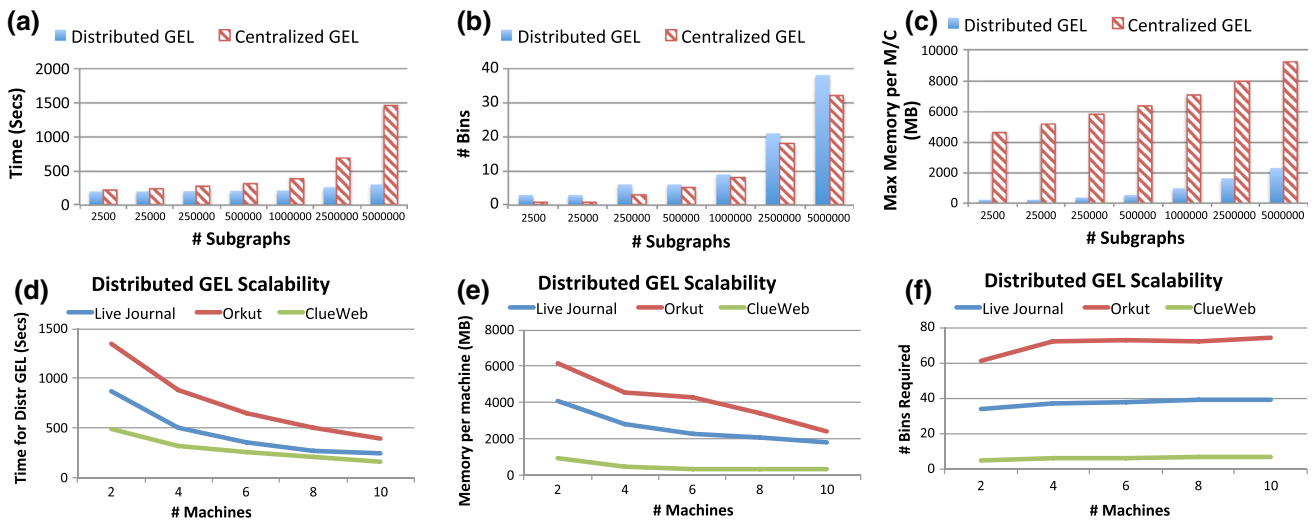 (a)
Distributed GEL
Centralized GEL
Time (Secs)
2000
1500
1000
500
0
2500
25000
250000
500000
1000000
2500000
5000000
# Subgraphs
(b)
Distributed GEL
Centralized GEL
# Bins
40
30
20
10
0
2500
25000
250000
500000
1000000
2500000
5000000
# Subgraphs
(c)
Distributed GEL
Centralized GEL
Max Memory per M/C
(MB)
10000
8000
6000
4000
2000
0
2500
25000
250000
500000
1000000
2500000
5000000
# Subgraphs
(d)
Distributed GEL Scalability
Live Journal
Orkut
ClueWeb
Time for Distr GEL (Secs)
1500
1000
500
0
2
4
6
8
10
# Machines
(e)
Distributed GEL Scalability
Live Journal
Orkut
ClueWeb
Memory per machine (MB)
8000
6000
4000
2000
0
2
4
6
8
10
# Machines
(f)
Distributed GEL Scalability
Live Journal
Orkut
ClueWeb
# Bins Required
80
60
40
20
0
2
4
6
8
10
# Machines